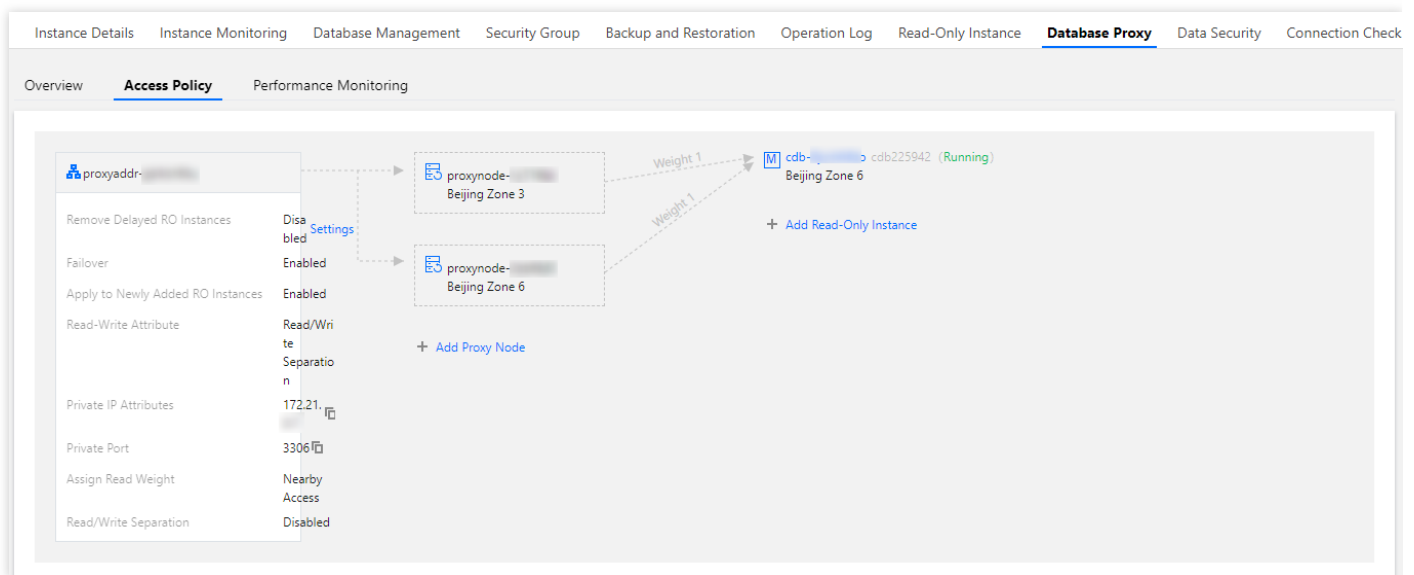 Instance Details Instance Monitoring Database Management Security Group Backup and Restoration Operation Log Read-Only Instance Database Proxy Data Security Connection Check
Overview Access Policy Performance Monitoring
proxyaddr-
Remove Delayed RO Instances Disa
bled Settings
Failover Enabled
Apply to Newly Added RO Instances Enabled
Read-Write Attribute Read/Wri
te
Separatio
n
Private IP Attributes 172.21.
Private Port 3306
Assign Read Weight Nearby
Access
Read/Write Separation Disabled
proxynode-
Beijing Zone 3
proxynode-
Beijing Zone 6
+ Add Proxy Node
Weight 1
Weight 1
M cdb- cdb225942 (Running)
Beijing Zone 6
+ Add Read-Only Instance